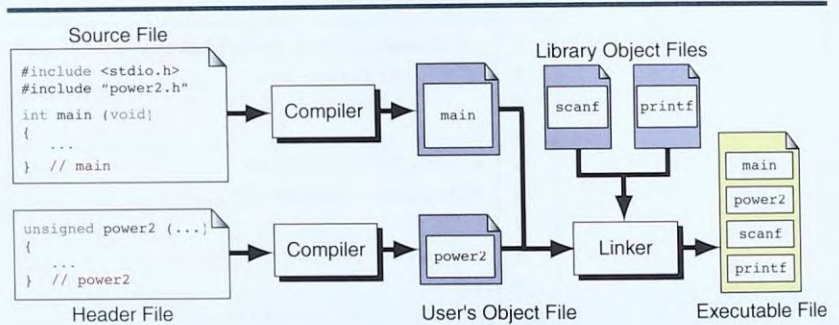 Source File
#include <stdio.h>
#include "power2.h"
int main (void)
{
...
} // main
Compiler
main
Library Object Files
scanf
printf
main
power2
scanf
printf
unsigned power2 (...)
{
...
} // power2
Compiler
power2
Linker
Header File
User's Object File
Executable File